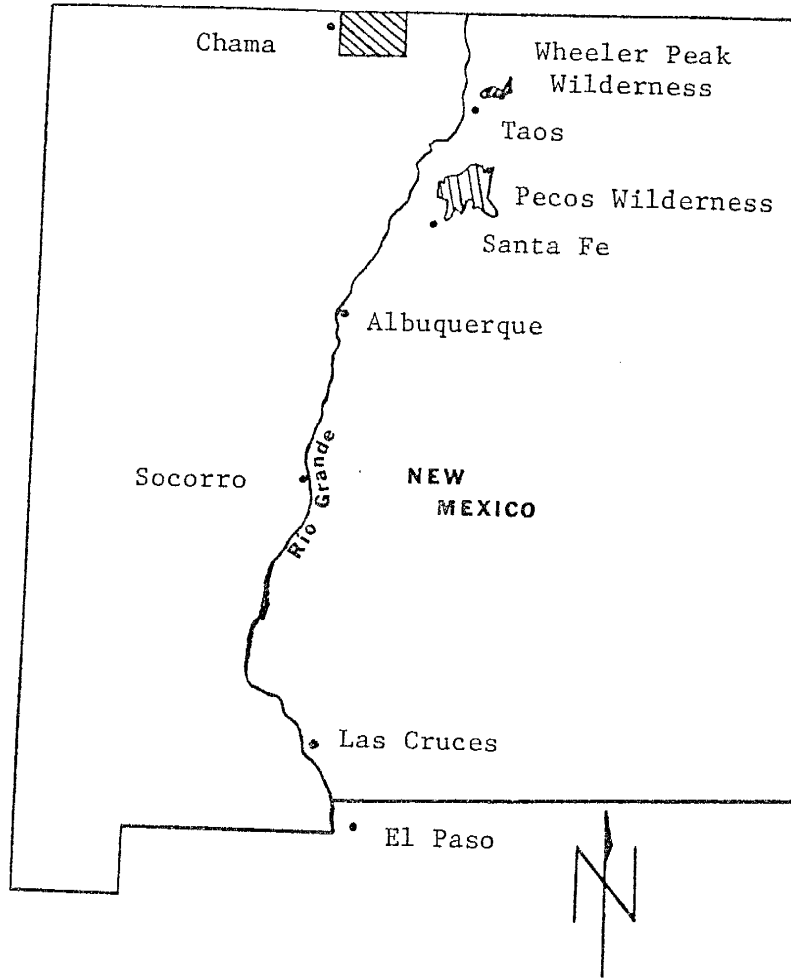 Chama
Wheeler Peak
Wilderness
Taos
Pecos Wilderness
Santa Fe
Albuquerque
Socorro
Rio Grande
NEW
MEXICO
Las Cruces
El Paso
N